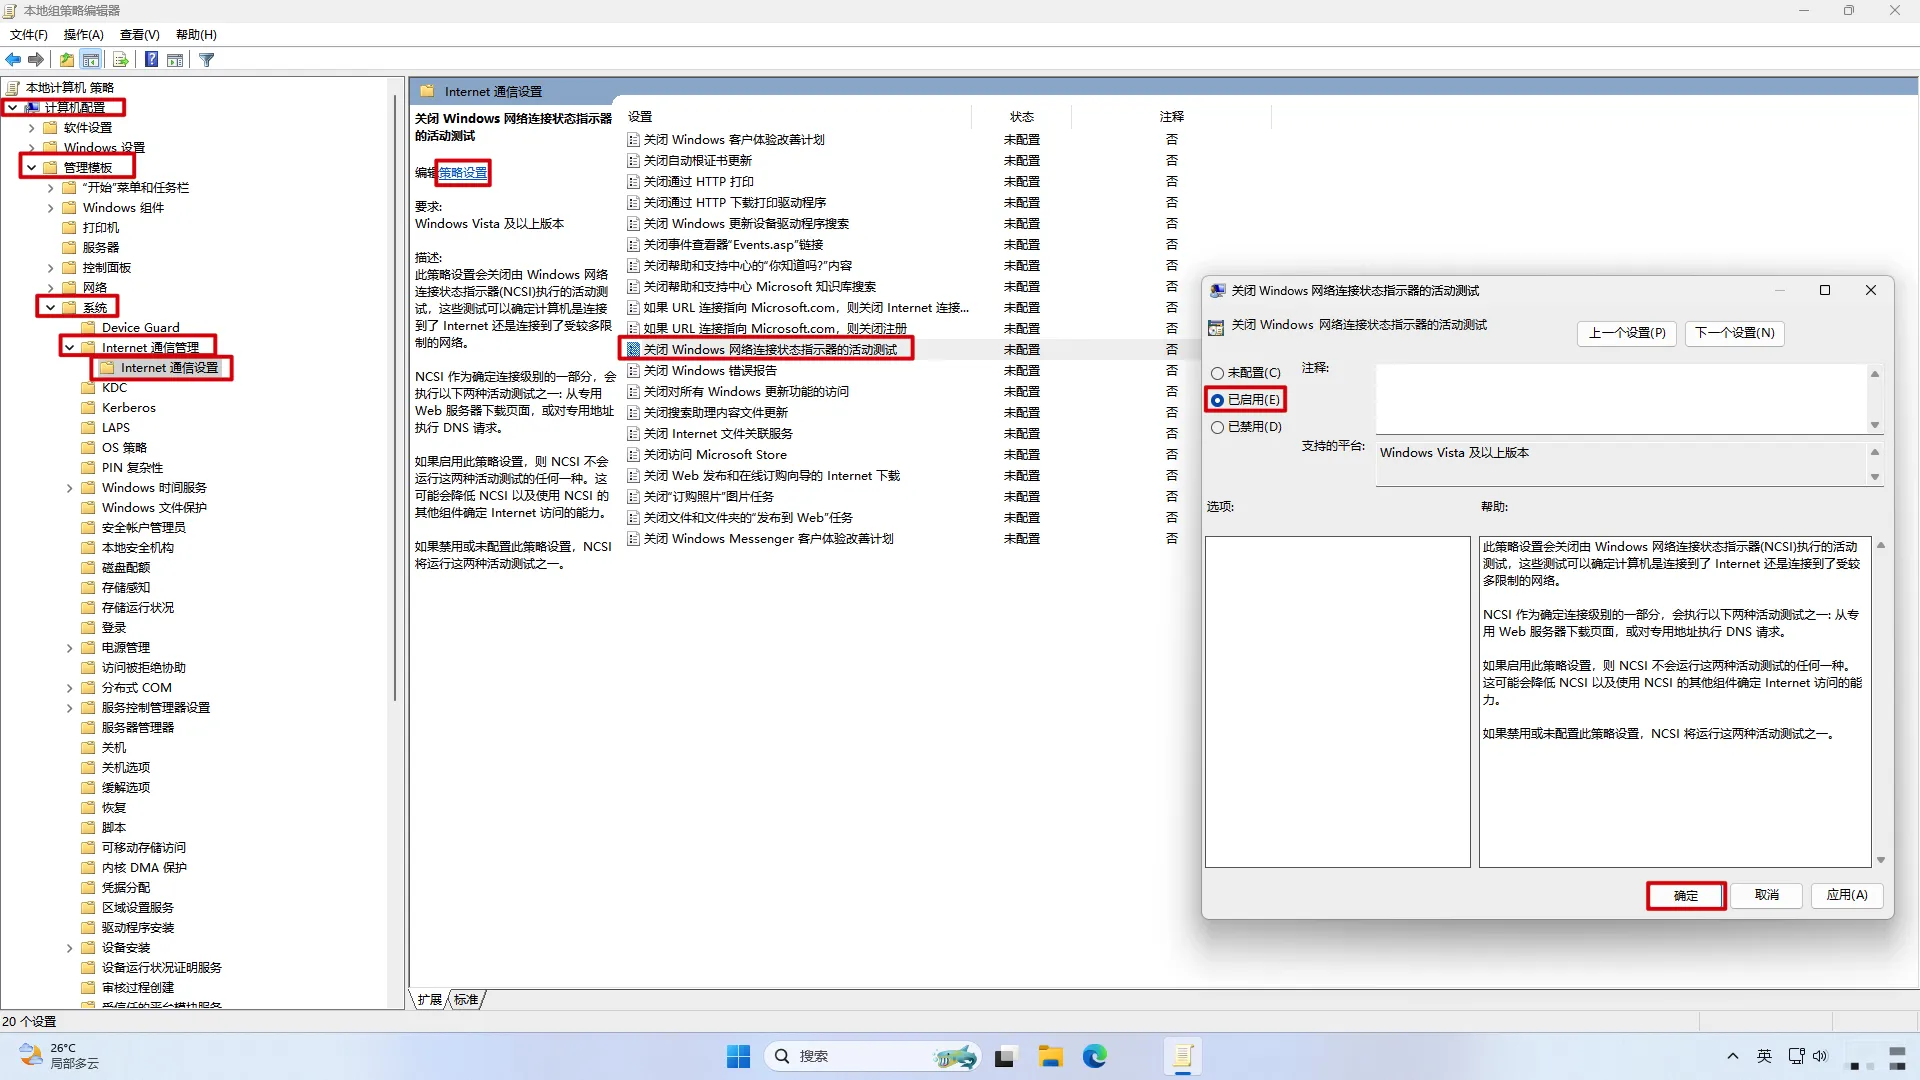 本地组策略编辑器
文件(F) 操作(A) 查看(V) 帮助(H)
本地计算机 策略
计算机配置
软件设置
Windows 设置
管理模板
“开始”菜单和任务栏
Windows 组件
打印机
服务器
控制面板
网络
系统
Device Guard
Internet 通信管理
Internet 通信设置
KDC
Kerberos
LAPS
OS 策略
PIN 复杂性
Windows 时间服务
Windows 文件保护
安全帐户管理员
本地安全机构
磁盘配额
存储感知
存储运行状况
登录
电源管理
访问被拒绝协助
分布式 COM
服务控制管理器设置
服务器管理器
关机
关机选项
缓解选项
恢复
脚本
可移动存储访问
内核 DMA 保护
凭据分配
区域设置服务
驱动程序安装
设备安装
设备运行状况证明服务
审核过程创建
受信任的平台模块服务
Internet 通信设置
关闭 Windows 网络连接状态指示器
的活动测试
编辑策略设置
要求:
Windows Vista 及以上版本
描述:
此策略设置会关闭由 Windows 网络
连接状态指示器(NCSI)执行的活动测
试，这些测试可以确定计算机是连接
到了 Internet 还是连接到了受较多限
制的网络。
NCSI 作为确定连接级别的一部分，会
执行以下两种活动测试之一: 从专用
Web 服务器下载页面，或对专用地址
执行 DNS 请求。
如果启用此策略设置，则 NCSI 不会
运行这两种活动测试的任何一种。这
可能会降低 NCSI 以及使用 NCSI 的
其他组件确定 Internet 访问的能力。
如果禁用或未配置此策略设置，NCSI
将运行这两种活动测试之一。
设置 状态 注释
关闭 Windows 客户体验改善计划 未配置 否
关闭自动根证书更新 未配置 否
关闭通过 HTTP 打印 未配置 否
关闭通过 HTTP 下载打印驱动程序 未配置 否
关闭 Windows 更新设备驱动程序搜索 未配置 否
关闭事件查看器“Events.asp”链接 未配置 否
关闭帮助和支持中心的“你知道吗?”内容 未配置 否
关闭帮助和支持中心 Microsoft 知识库搜索 未配置 否
如果 URL 连接指向 Microsoft.com，则关闭 Internet 连接... 未配置 否
如果 URL 连接指向 Microsoft.com，则关闭注册 未配置 否
关闭 Windows 网络连接状态指示器的活动测试 未配置 否
关闭 Windows 错误报告 未配置 否
关闭对所有 Windows 更新功能的访问 未配置 否
关闭搜索助理内容文件更新 未配置 否
关闭 Internet 文件关联服务 未配置 否
关闭访问 Microsoft Store 未配置 否
关闭 Web 发布和在线订购向导的 Internet 下载 未配置 否
关闭“订购照片”图片任务 未配置 否
关闭文件和文件夹的“发布到 Web”任务 未配置 否
关闭 Windows Messenger 客户体验改善计划 未配置 否
扩展 标准
20 个设置
关闭 Windows 网络连接状态指示器的活动测试
关闭 Windows 网络连接状态指示器的活动测试
上一个设置(P) 下一个设置(N)
未配置(C) 注释:
已启用(E)
已禁用(D)
支持的平台: Windows Vista 及以上版本
选项: 帮助:
此策略设置会关闭由 Windows 网络连接状态指示器(NCSI)执行的活动
测试，这些测试可以确定计算机是连接到了 Internet 还是连接到了受较
多限制的网络。
NCSI 作为确定连接级别的一部分，会执行以下两种活动测试之一: 从专
用 Web 服务器下载页面，或对专用地址执行 DNS 请求。
如果启用此策略设置，则 NCSI 不会运行这两种活动测试的任何一种。
这可能会降低 NCSI 以及使用 NCSI 的其他组件确定 Internet 访问的能
力。
如果禁用或未配置此策略设置，NCSI 将运行这两种活动测试之一。
确定 取消 应用(A)
26°C
局部多云
搜索
英